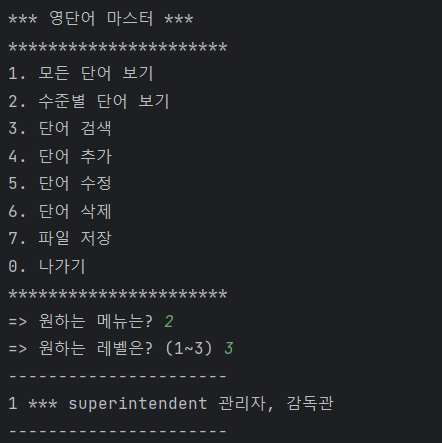 *** 영단어 마스터 ***
**********************
1. 모든 단어 보기
2. 수준별 단어 보기
3. 단어 검색
4. 단어 추가
5. 단어 수정
6. 단어 삭제
7. 파일 저장
0. 나가기
**********************
=> 원하는 메뉴는? 2
=> 원하는 레벨은? (1~3) 3
----------------------
1 *** superintendent 관리자, 감독관
----------------------